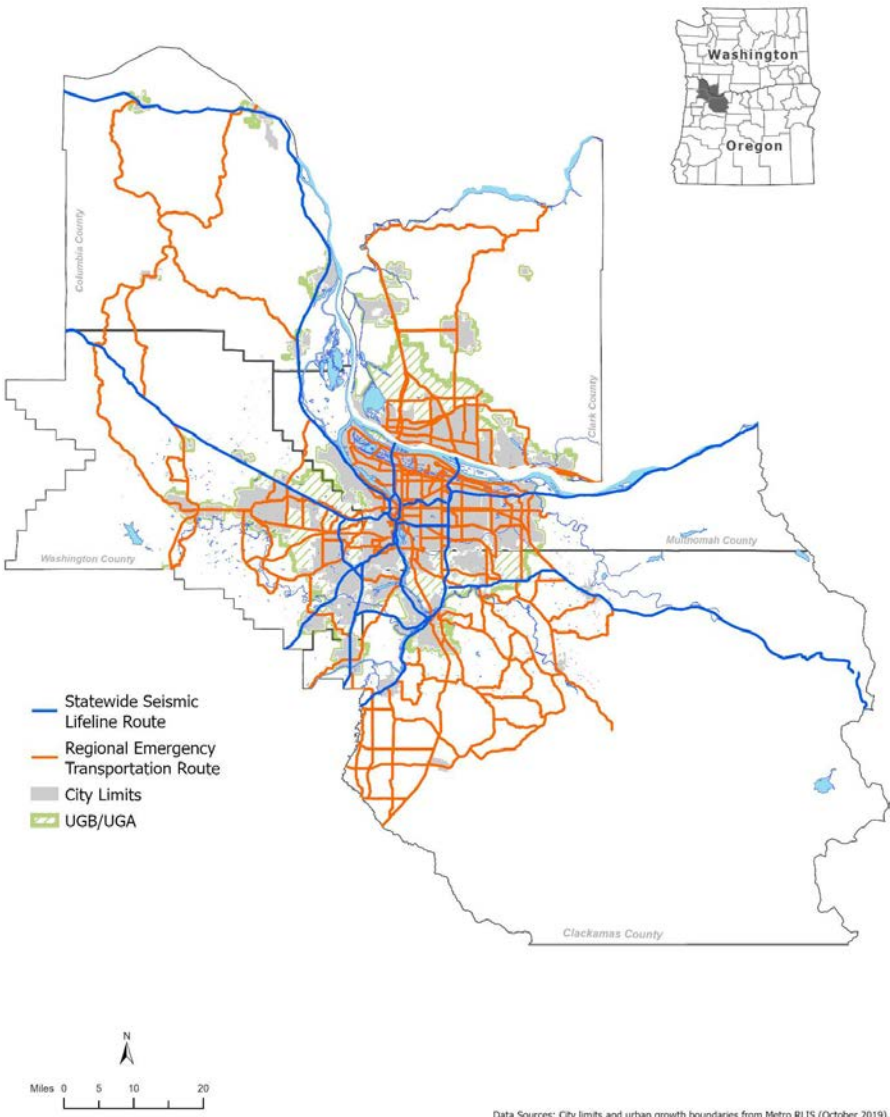 Washington
Oregon
Columbia County
Clark County
Multnomah County
Washington County
Statewide Seismic
Lifeline Route
Regional Emergency
Transportation Route
City Limits
UGB/UGA
Clackamas County
N
Miles 0 5 10 20
Data Sources: City limits and urban growth boundaries from Metro RLIS (October 2019)